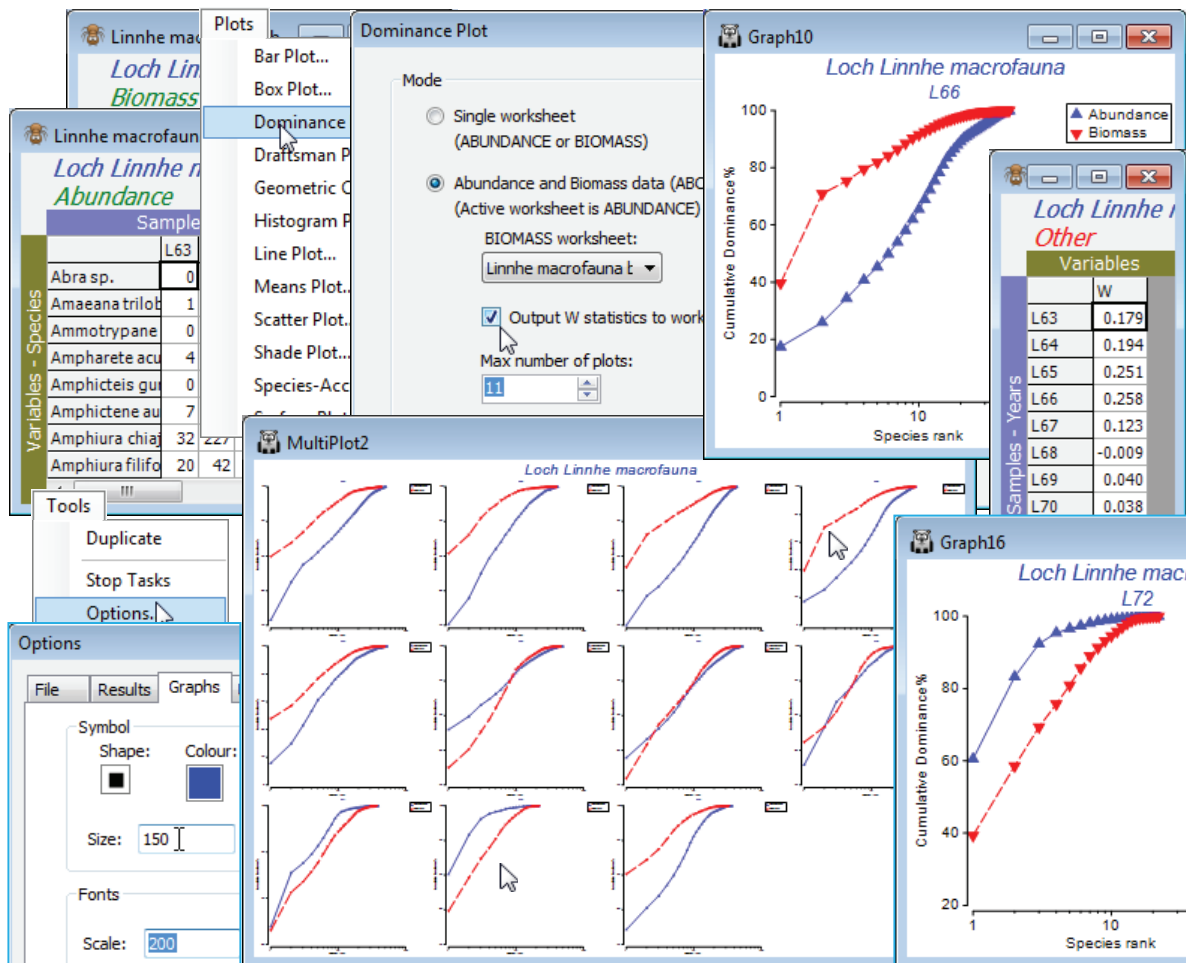 Linnhe mac
Loch Lin
Biomass
Linnhe macrofaun
Loch Linnhe n
Abundance
Sample
Variables - Species
L63
Abra sp. 0
Amaeana trilob 1
Ammotrypane 0
Ampharete acu 4
Amphicteis gui 0
Amphictene au 7
Amphiura chiaj 32 227
Amphiura filifo 20 42
Plots
Bar Plot...
Box Plot...
Dominance
Draftsman P
Geometric C
Histogram P
Line Plot...
Means Plot...
Scatter Plot..
Shade Plot...
Species-Acc
Dominance Plot
Mode
Single worksheet
(ABUNDANCE or BIOMASS)
Abundance and Biomass data (ABC
(Active worksheet is ABUNDANCE)
BIOMASS worksheet:
Linnhe macrofauna b
Output W statistics to work
Max number of plots:
11
Graph10
Loch Linnhe macrofauna
L66
Abundance
Biomass
Cumulative Dominance%
100
80
60
40
20
0
1 10
Species rank
Loch Linnhe r
Other
Variables
Samples - Years
W
L63 0.179
L64 0.194
L65 0.251
L66 0.258
L67 0.123
L68 -0.009
L69 0.040
L70 0.038
Tools
Duplicate
Stop Tasks
Options.
Options
File Results Graphs
Symbol
Shape: Colour:
Size: 150
Fonts
Scale: 200
MultiPlot2
Loch Linnhe macrofauna
Graph16
Loch Linnhe mac
L72
Cumulative Dominance%
100
80
60
40
20
1 10
Species rank